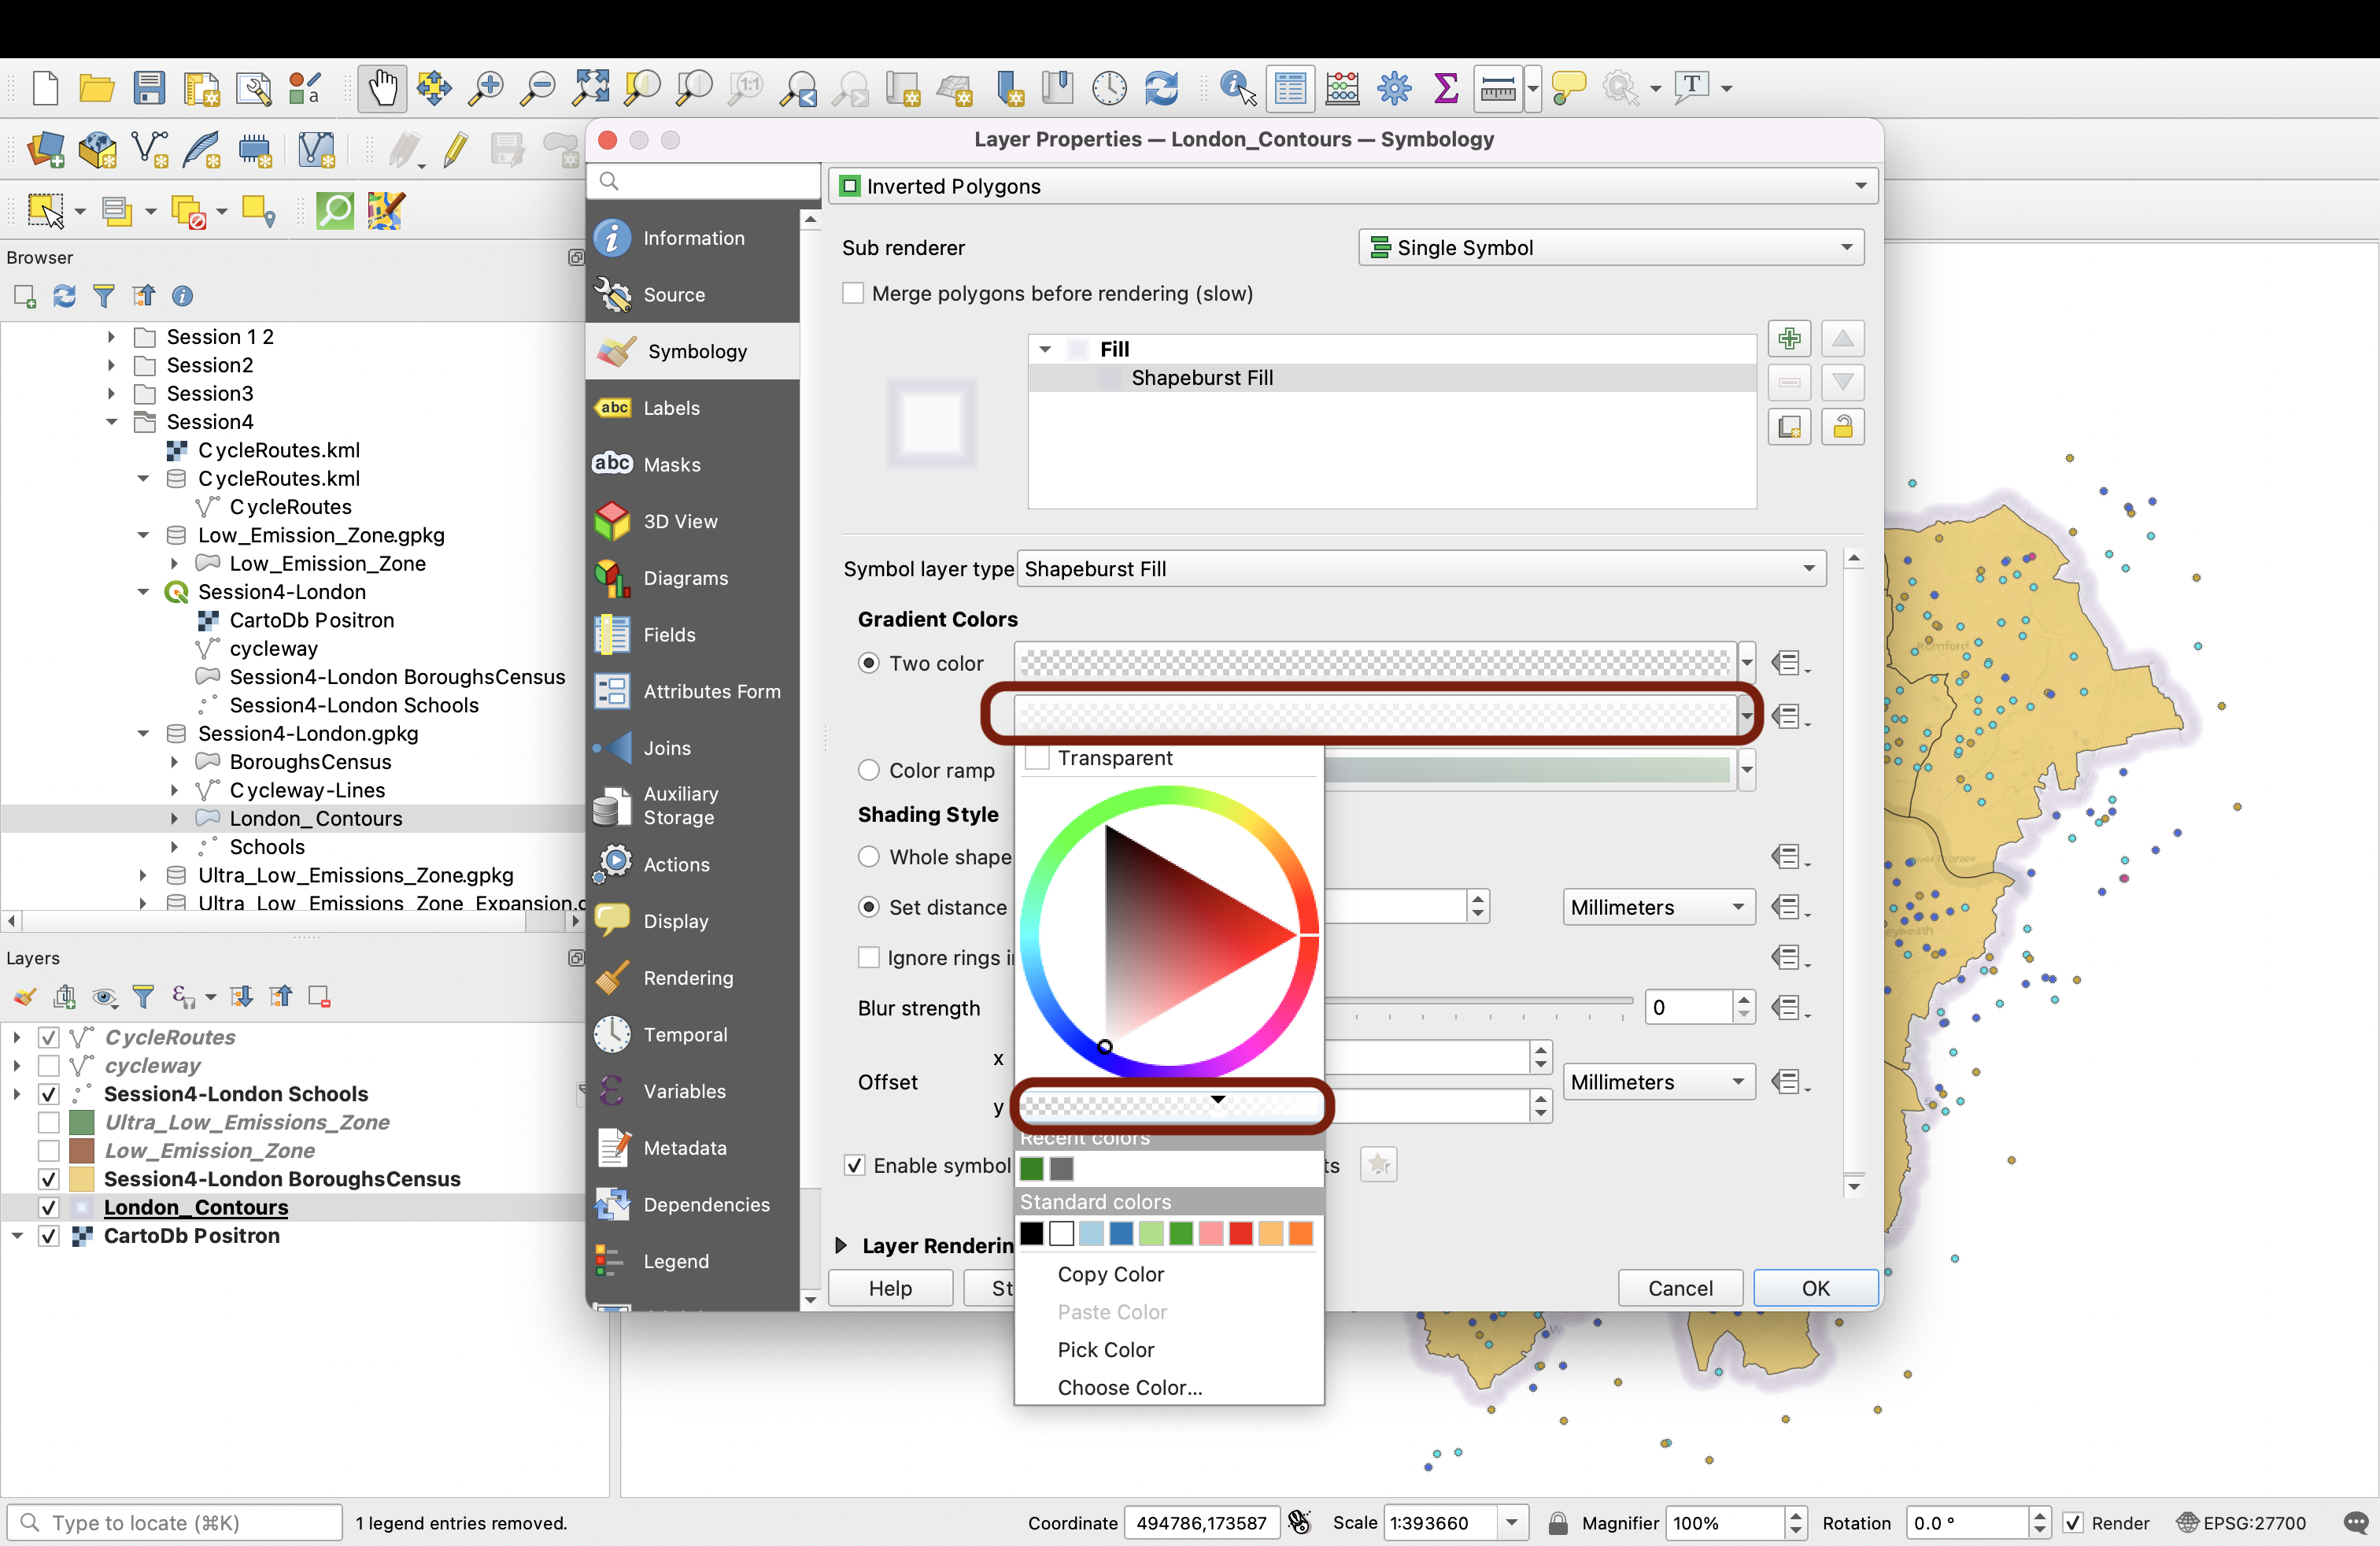 Layer Properties — London_Contours — Symbology
Inverted Polygons
Information
Sub renderer
Single Symbol
Browser
Source
Merge polygons before rendering (slow)
Session 1 2
Symbology
Fill
Session2
Shapeburst Fill
Session3
abc
Labels
Session4
CycleRoutes.kml
abc
Masks
CycleRoutes.kml
CycleRoutes
3D View
Low_Emission_Zone.gpkg
Low_Emission_Zone
Diagrams
Symbol layer type
Shapeburst Fill
Session4-London
Gradient Colors
CartoDb Positron
Fields
cycleway
Two color
Session4-London BoroughsCensus
Attributes Form
Session4-London Schools
Session4-London.gpkg
Joins
Transparent
BoroughsCensus
Color ramp
Cycleway-Lines
Auxiliary
Storage
London_Contours
Shading Style
Schools
Whole shape
Actions
Ultra_Low_Emissions_Zone.gpkg
Set distance
Millimeters
Ultra_Low_Emissions_Zone_Expansion.g
Display
Layers
Ignore rings i
Rendering
Blur strength
0
CycleRoutes
Temporal
x
cycleway
Offset
Millimeters
Session4-London Schools
Variables
y
Ultra_Low_Emissions_Zone
Recent colors
Low_Emission_Zone
Metadata
Enable symbol
ts
Session4-London BoroughsCensus
London_Contours
Dependencies
Standard colors
CartoDb Positron
Legend
Layer Renderin
Help
St
Copy Color
Cancel
OK
Paste Color
Pick Color
Choose Color...
Romford
Type to locate (⌘K)
1 legend entries removed.
Coordinate
494786,173587
Scale
1:393660
Magnifier
100%
Rotation
0.0 °
Render
EPSG:27700